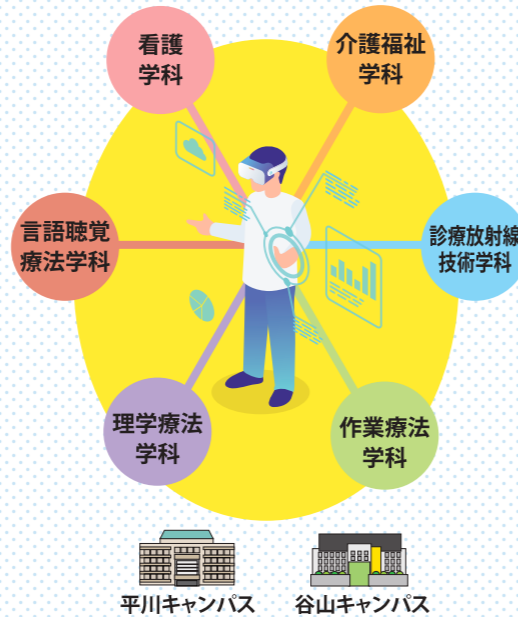 看護
学科
介護福祉
学科
言語聴覚
療法学科
診療放射線
技術学科
理学療法
学科
作業療法
学科
平川キャンパス
谷山キャンパス